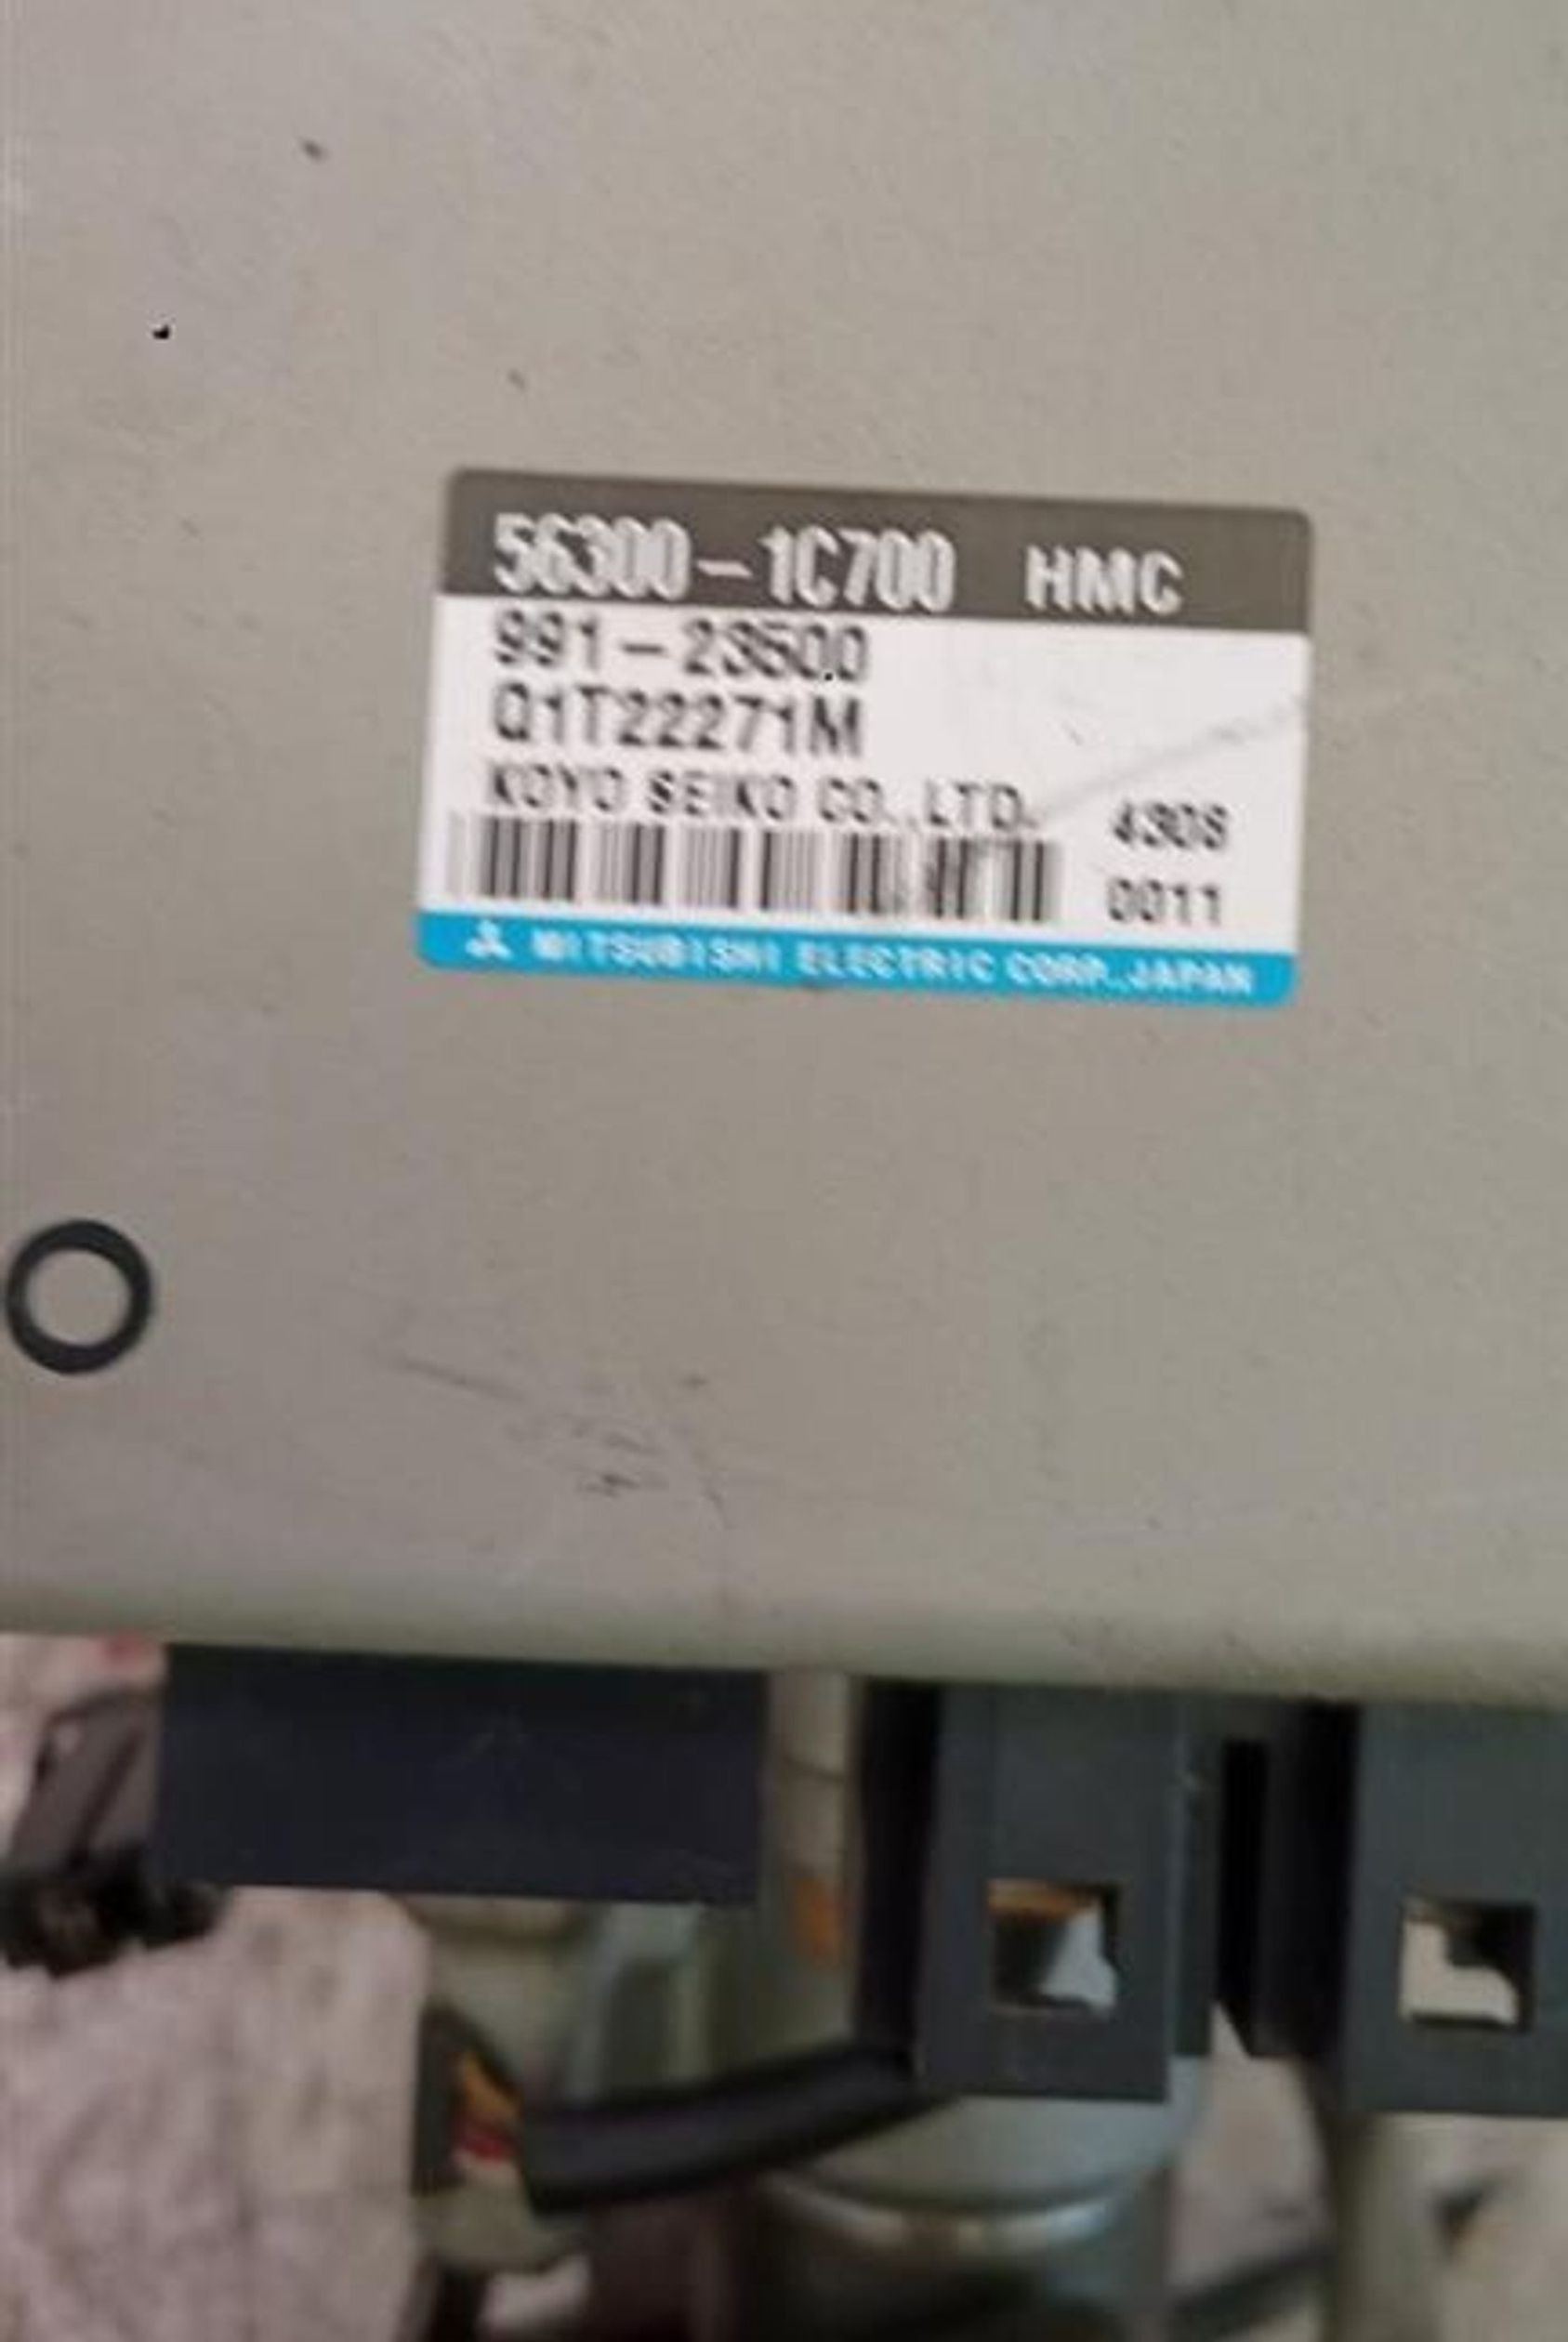 56300-1C700 HMC
991-23500
Q1T22271M
KOYO SEIKO CO.,LTD. 4308
0011
MITSUBISHI ELECTRIC CORP.,JAPAN